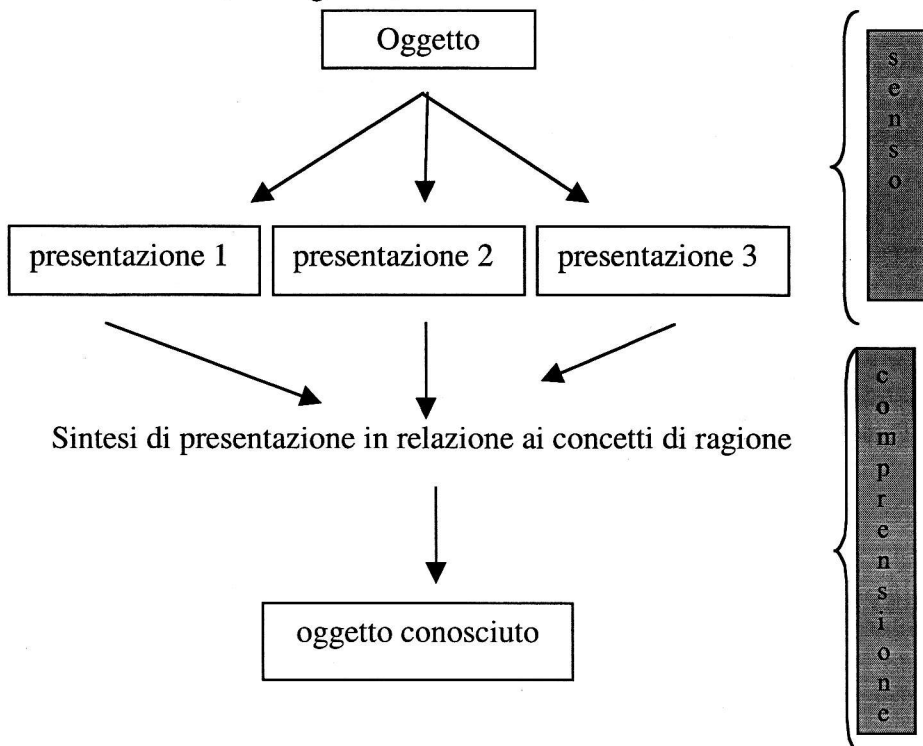 Oggetto
senso
presentazione 1
presentazione 2
presentazione 3
comprensione
Sintesi di presentazione in relazione ai concetti di ragione
oggetto conosciuto